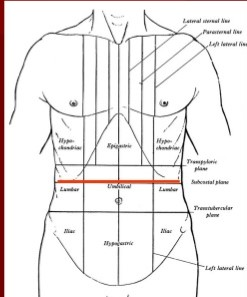 Lateral sternal line
Parasternal line
Left lateral line
Hypo-
chondriac
Epigastric
Hypo-
chondriac
Transpyloric
plane
Subcostal plane
Lumbar
Umbilical
Lumbar
Transtubercular
plane
Iliac
Hypogastric
Iliac
Left lateral line